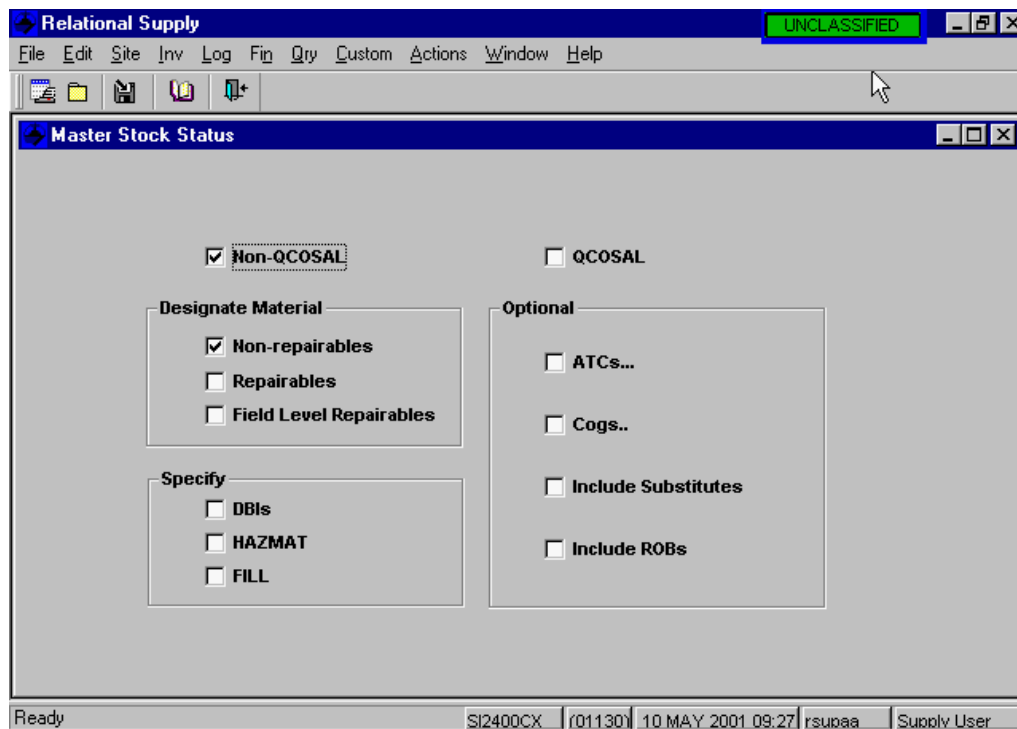 Relational Supply UNCLASSIFIED
File Edit Site Inv Log Fin Qry Custom Actions Window Help
Master Stock Status
Non-QCOSAL QCOSAL
Designate Material Optional
Non-repairables
ATCs...
Repairables
Field Level Repairables
Cogs..
Specify
Include Substitutes
DBIs
HAZMAT
Include ROBs
FILL
Ready SI2400CX (01130) 10 MAY 2001 09:27 rsupaa Supply User